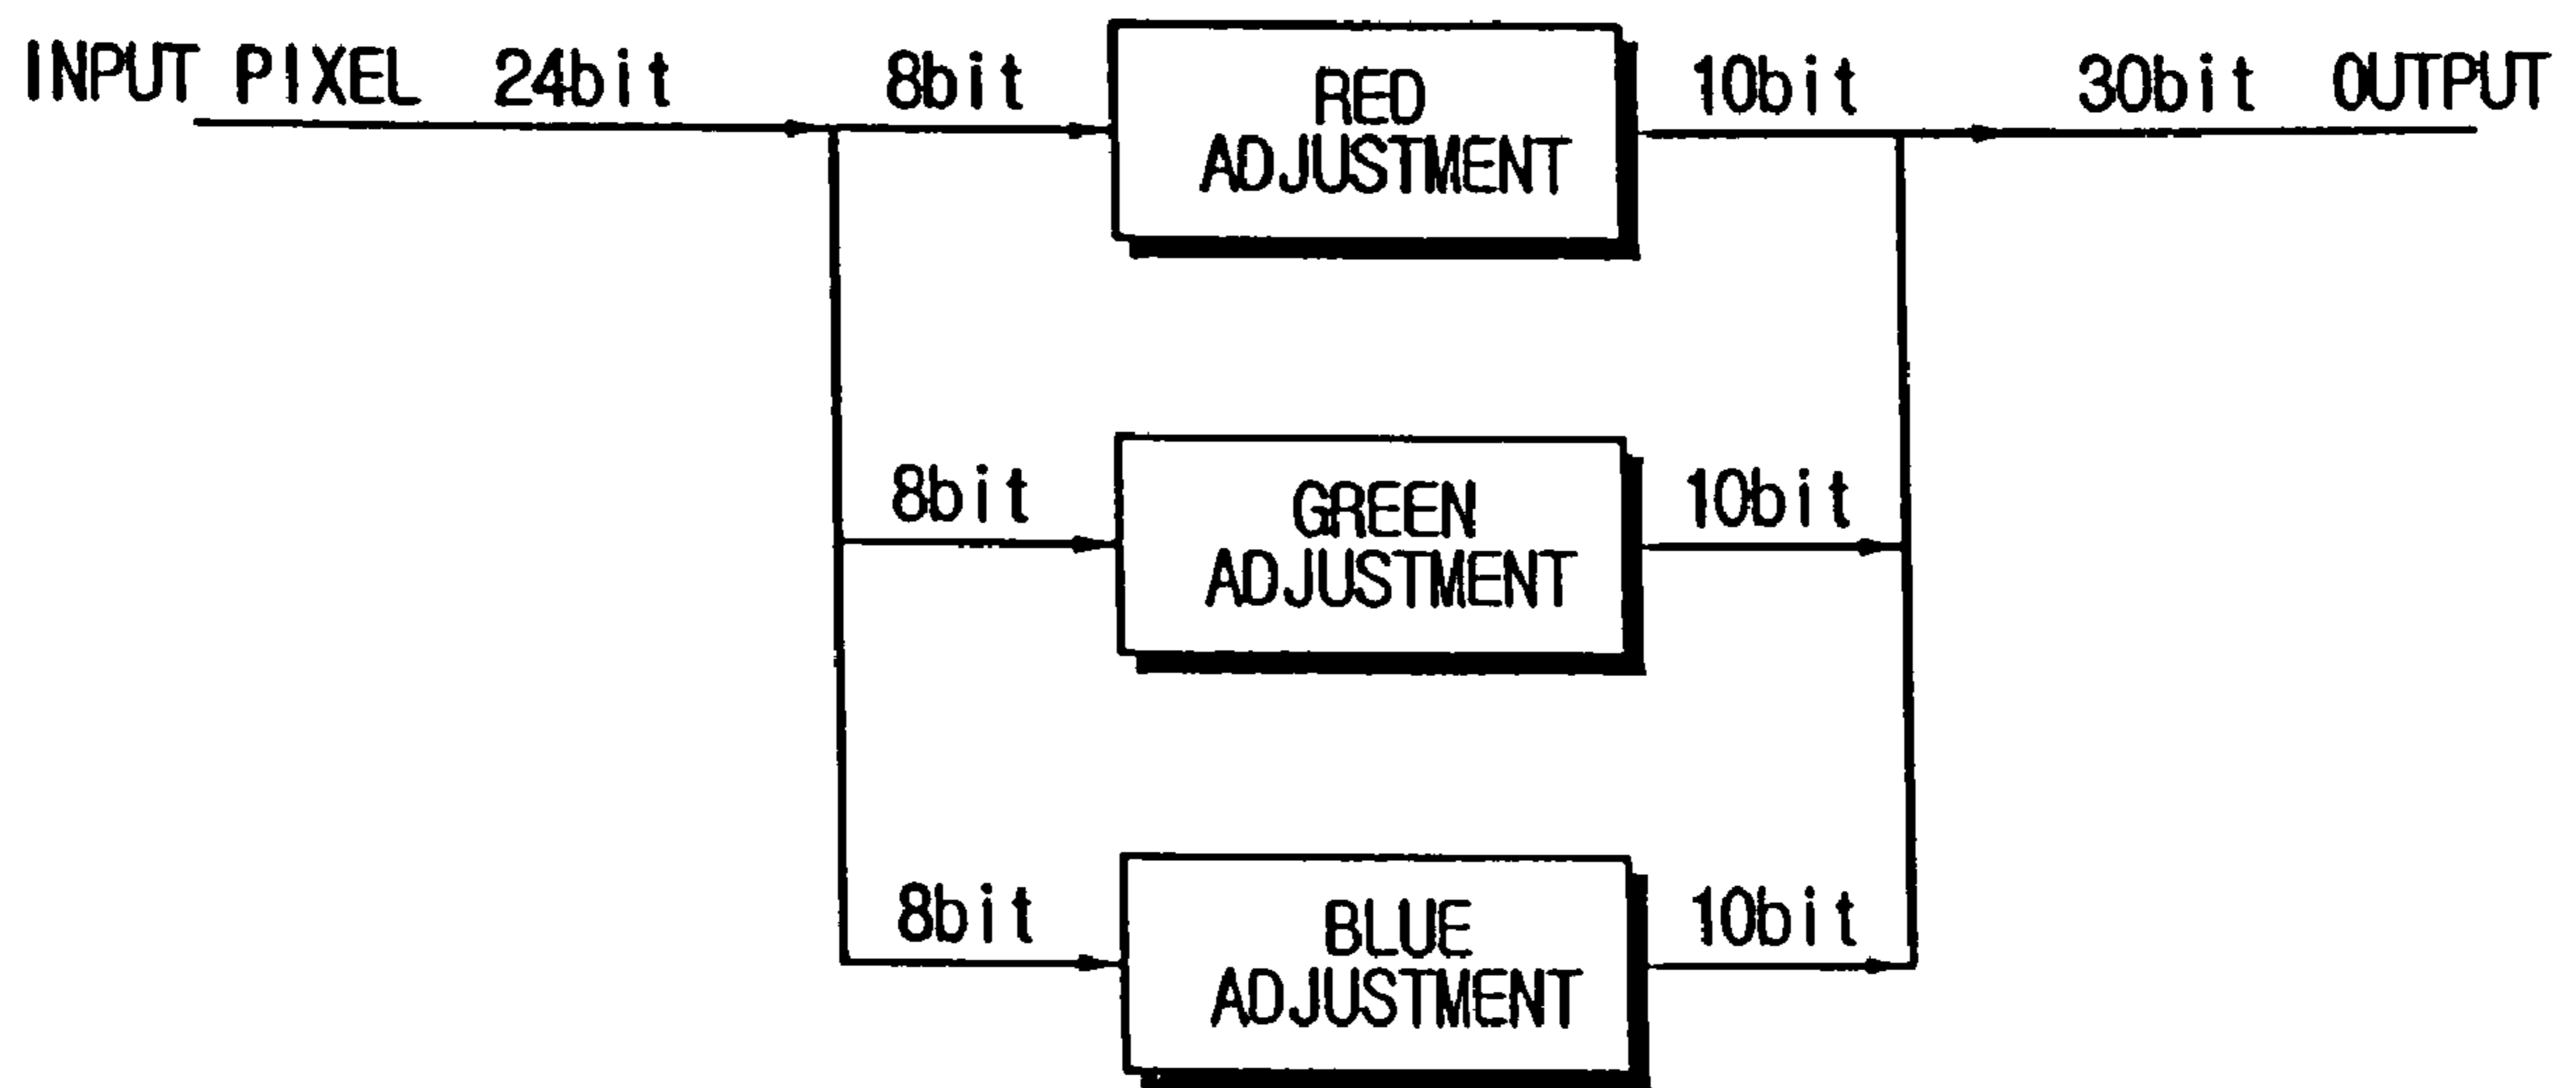 INPUT PIXEL 24bit 8bit RED ADJUSTMENT 10bit 30bit OUTPUT
8bit GREEN ADJUSTMENT 10bit
8bit BLUE ADJUSTMENT 10bit